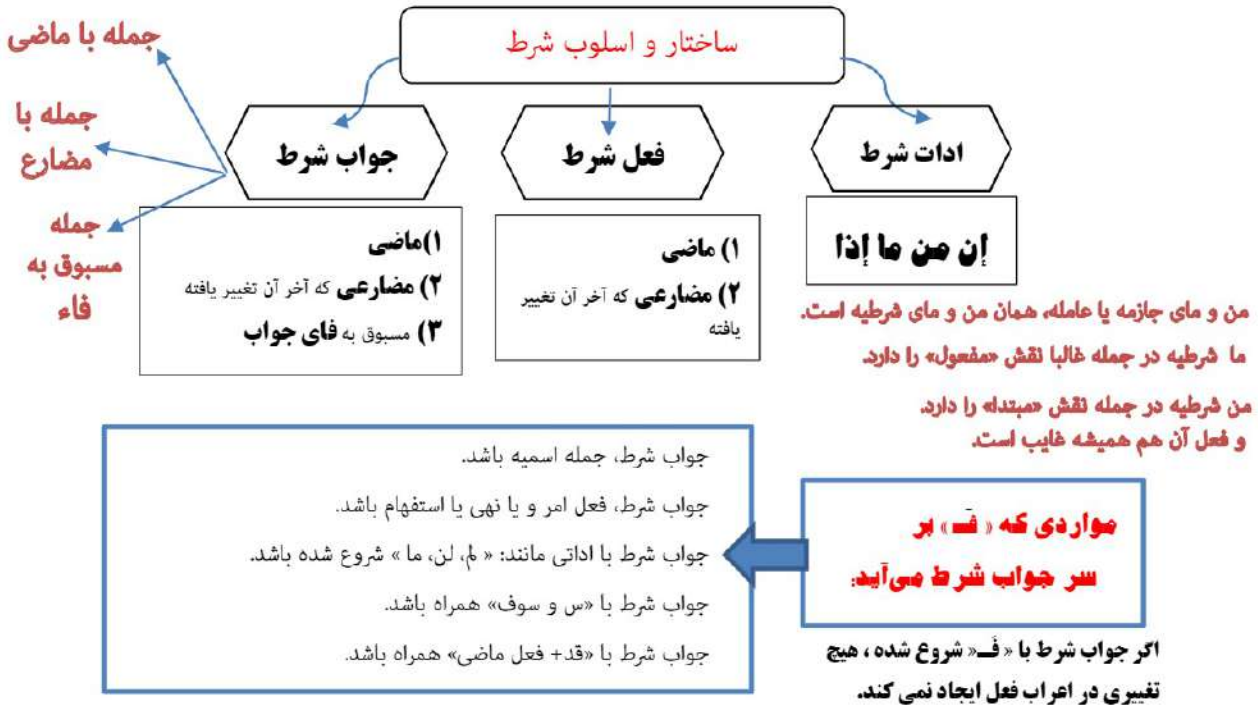 ساختار و اسلوب شرط
ادات شرط
فعل شرط
جواب شرط
جمله با ماضی
جمله با
مضارع
جمله
مسبوق به
فاء
إن من ما إذا
۱) ماضی
۲) مضارعی که آخر آن تغییر
یافته
۱)ماضی
۲) مضارعی که آخر آن تغییر یافته
۳) مسبوق به فای جواب
من و مای جازمه یا عامله، همان من و مای شرطیه است.
ما شرطیه در جمله غالبا نقش «مفعول» را دارد.
من شرطیه در جمله نقش «مبتدا» را دارد.
و فعل آن هم همیشه غایب است.
مواردی که « فَـ » بر
سر جواب شرط می‌آید:
جواب شرط، جمله اسمیه باشد.
جواب شرط، فعل امر و یا نهی یا استفهام باشد.
جواب شرط با اداتی مانند: « لم، لن، ما » شروع شده باشد.
جواب شرط با «س و سوف» همراه باشد.
جواب شرط با «قد+ فعل ماضی» همراه باشد.
اگر جواب شرط با « فَـ« شروع شده ، هیچ
تغییری در اعراب فعل ایجاد نمی کند.